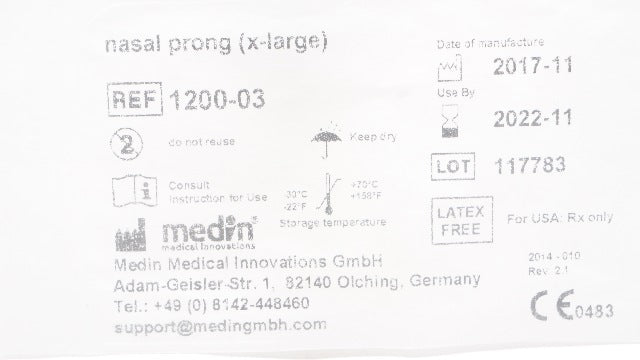 nasal prong (x-large)
REF 1200-03
2 do not reuse
Keep dry
i Consult
Instruction for Use
-30°C
-22°F
+70°C
+158°F
Storage temperature
medin
medical innovations
Medin Medical Innovations GmbH
Adam-Geisler-Str. 1, 82140 Olching, Germany
Tel.: +49 (0) 8142-448460
support@medingmbh.com
Date of manufacture
2017-11
Use By
2022-11
LOT 117783
LATEX
FREE
For USA: Rx only
2014 - 010
Rev. 2.1
CE 0483